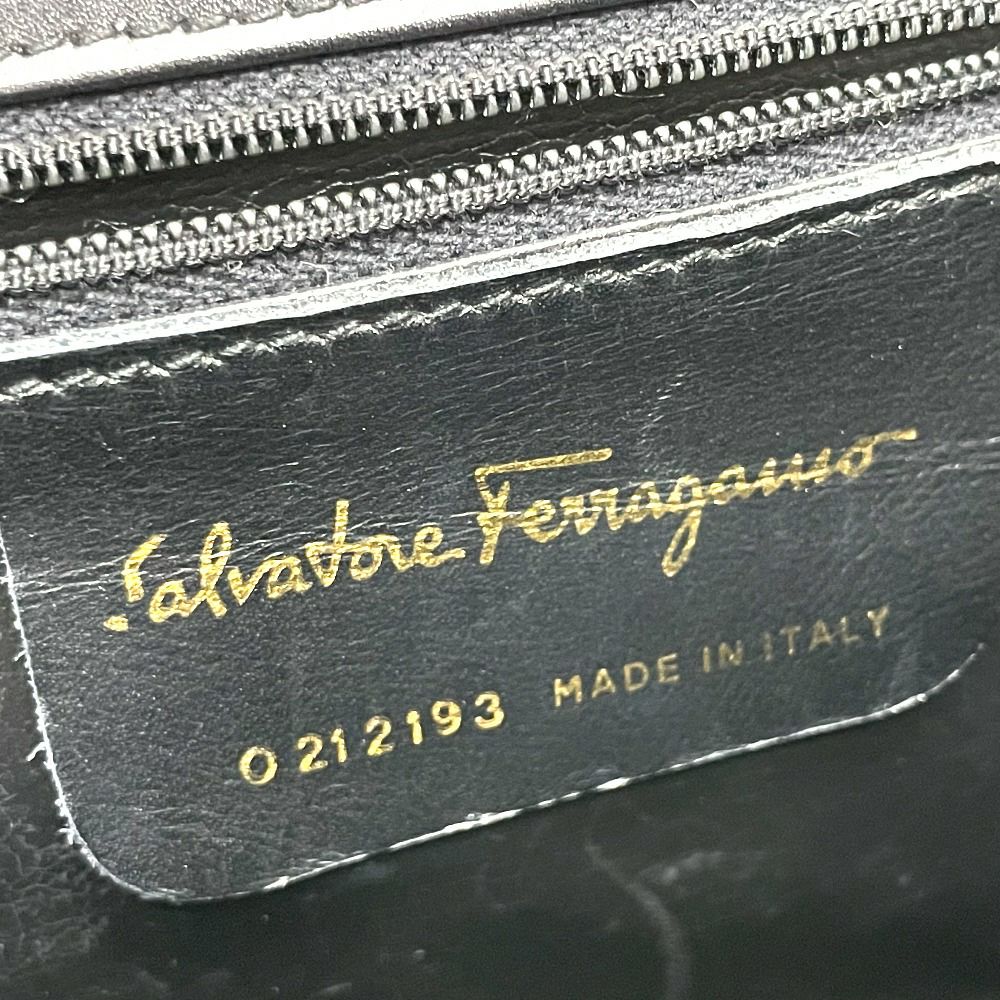 Salvatore Ferragamo
O 212193 MADE IN ITALY